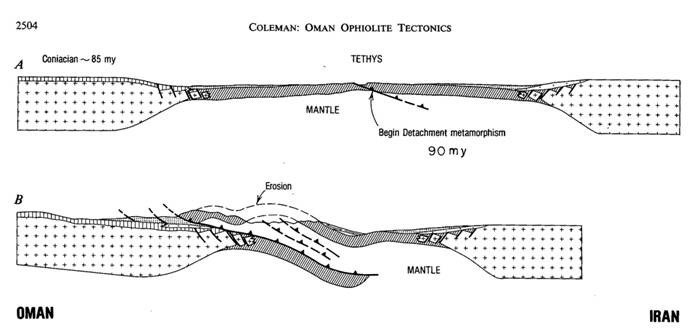 2504 COLEMAN: OMAN OPHIOLITE TECTONICS
A Coniacian ~ 85 my TETHYS
MANTLE
Begin Detachment metamorphism
90 my
B Erosion
MANTLE
OMAN IRAN